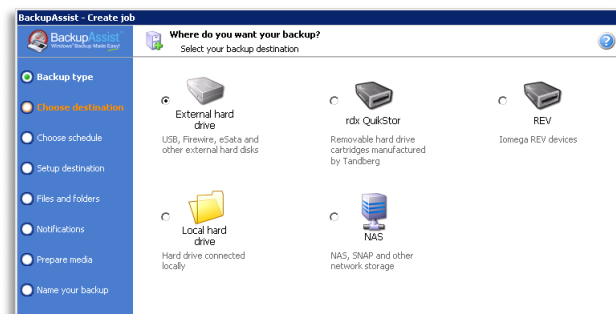 BackupAssist - Create job
BackupAssist™
Windows® Backup Made Easy!
Where do you want your backup?
Select your backup destination
Backup type
Choose destination
Choose schedule
Setup destination
Files and folders
Notifications
Prepare media
Name your backup
External hard
drive
USB, Firewire, eSata and
other external hard disks
rdx QuikStor
Removable hard drive
cartridges manufactured
by Tandberg
REV
Iomega REV devices
Local hard
drive
Hard drive connected
locally
NAS
NAS, SNAP and other
network storage